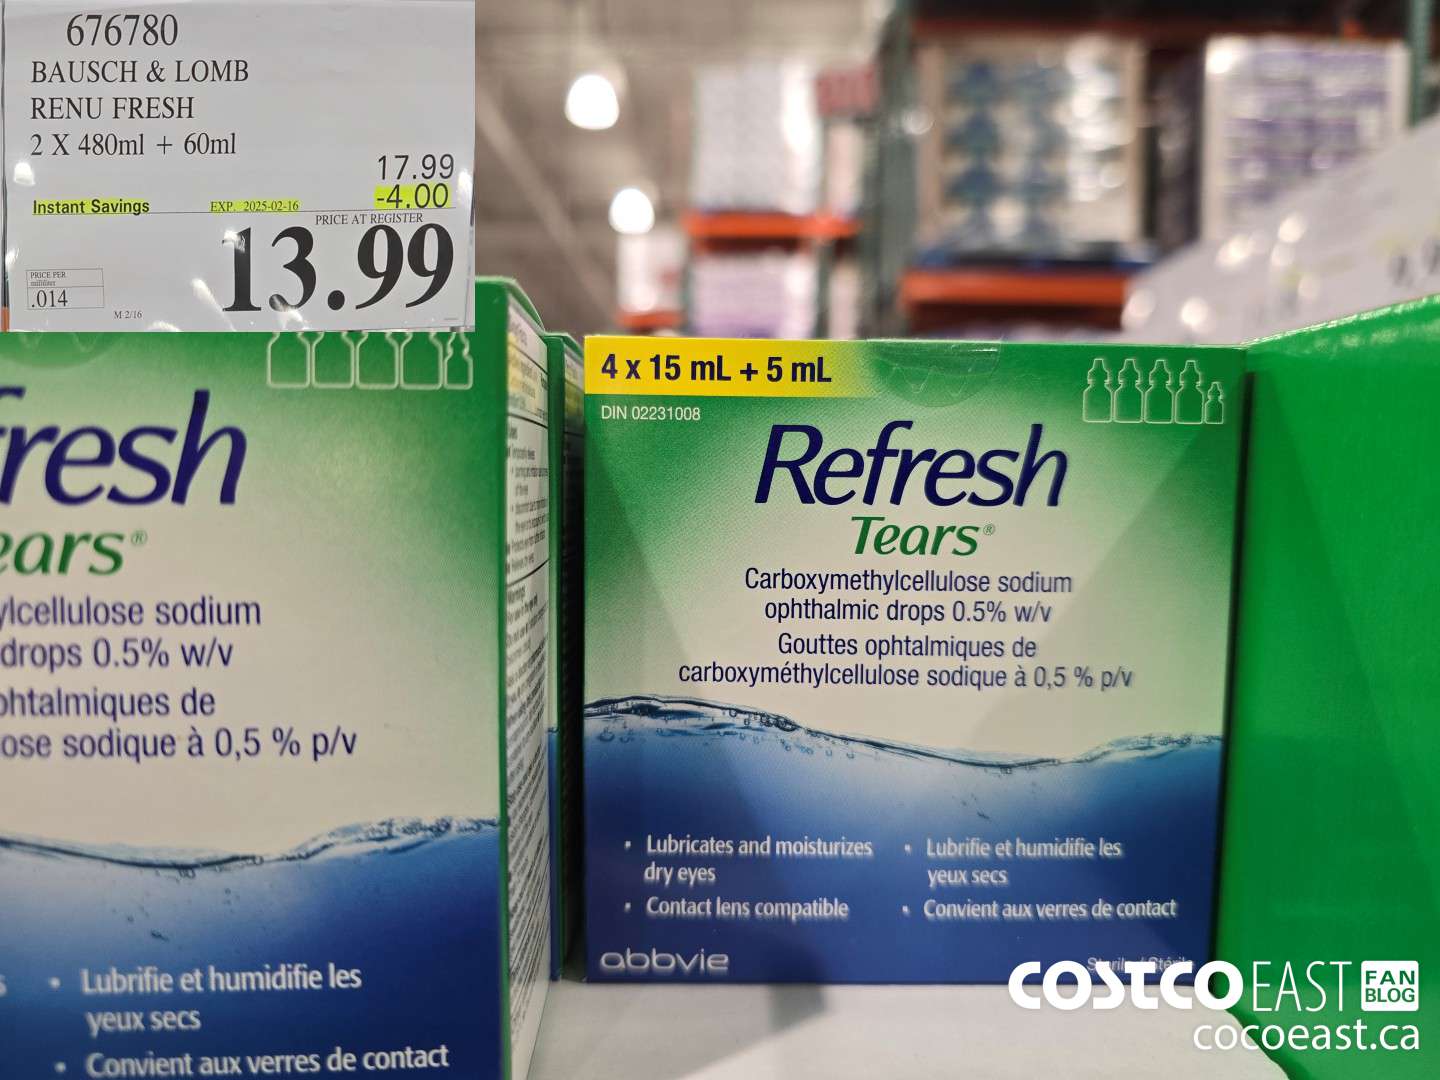 676780
BAUSCH & LOMB
RENU FRESH
2 X 480ml + 60ml
17.99
Instant Savings EXP. 2025-02-16 -4.00
PRICE AT REGISTER
13.99
PRICE PER
milliliter
.014
M 2/16
fresh
ears®
ylcellulose sodium
drops 0.5% w/v
ophtalmiques de
ose sodique à 0,5 % p/v
• Lubrifie et humidifie les
yeux secs
• Convient aux verres de contact
4 x 15 mL + 5 mL
DIN 02231008
Refresh
Tears®
Carboxymethylcellulose sodium
ophthalmic drops 0.5% w/v
Gouttes ophtalmiques de
carboxyméthylcellulose sodique à 0,5 % p/v
• Lubricates and moisturizes
dry eyes
• Contact lens compatible
• Lubrifie et humidifie les
yeux secs
• Convient aux verres de contact
abbvie
Sterile / Stérile
COSTCO EAST FAN BLOG
cocoeast.ca